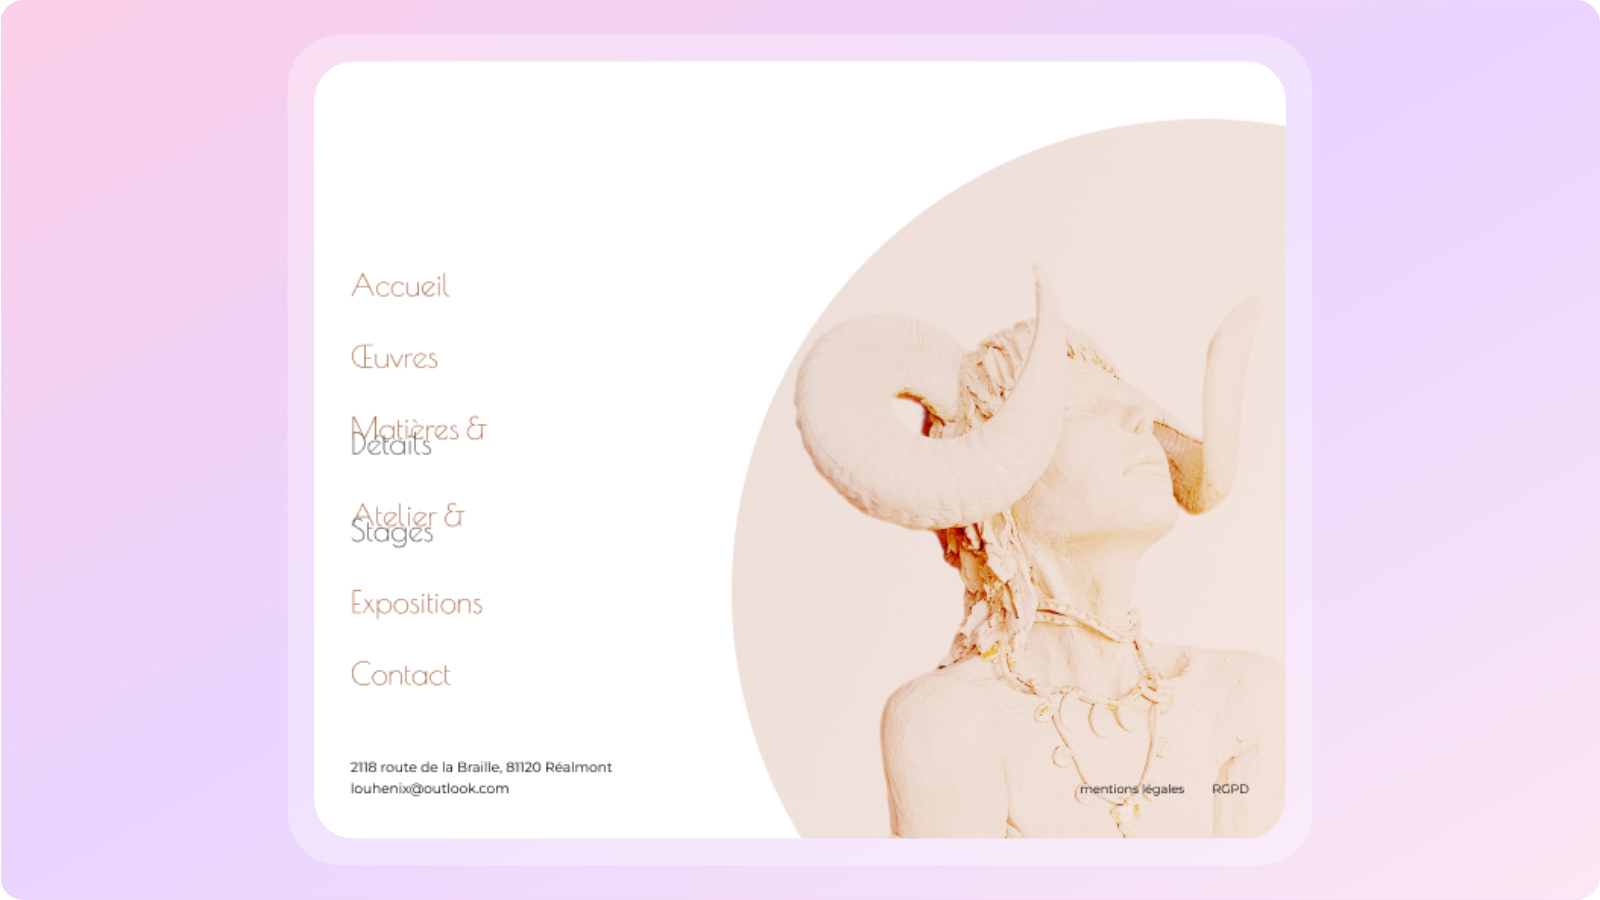 Accueil
Œuvres
Matières &
Détails
Atelier &
Stages
Expositions
Contact
2118 route de la Braille, 81120 Réalmont
louhenix@outlook.com
mentions légales
RGPD